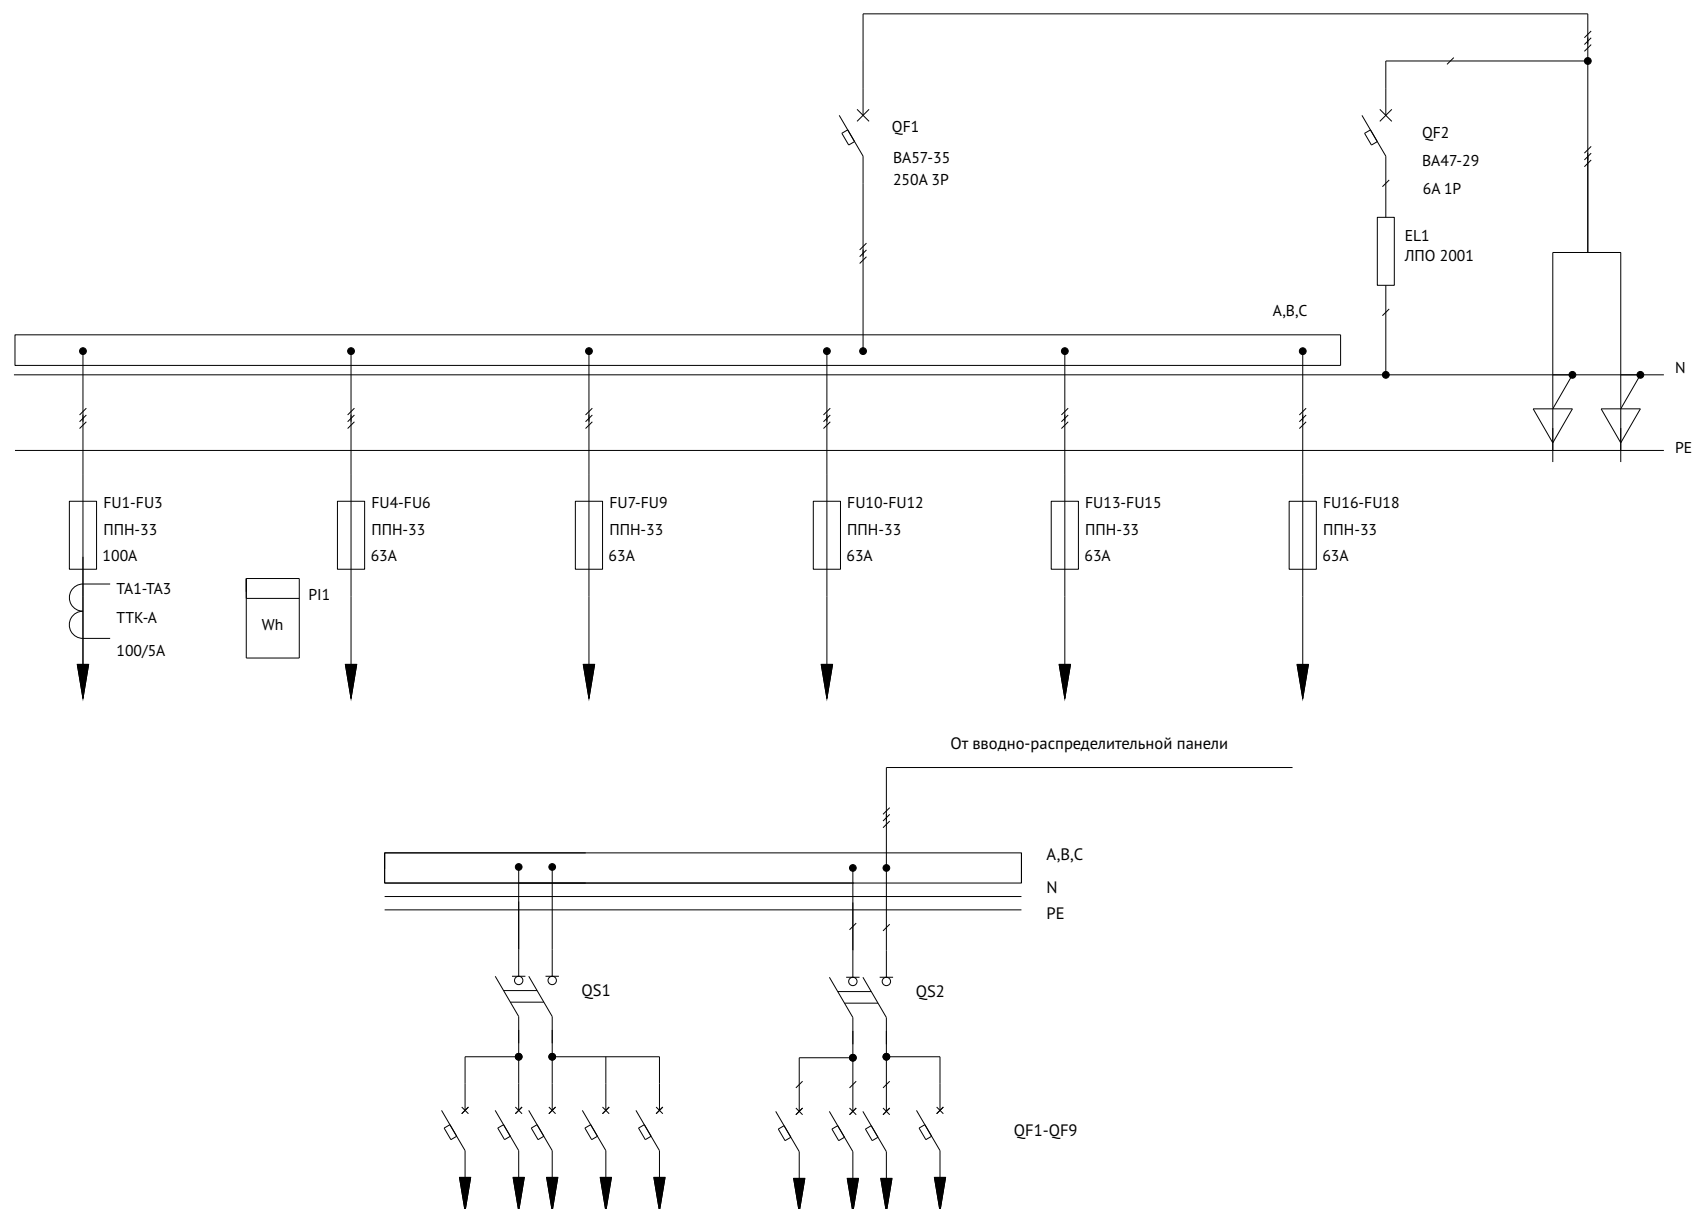 QF1
ВА57-35
250А 3Р
QF2
ВА47-29
6А 1Р
EL1
ЛПО 2001
A,B,C
N
PE
FU1-FU3
ППН-33
100А
FU4-FU6
ППН-33
63А
FU7-FU9
ППН-33
63А
FU10-FU12
ППН-33
63А
FU13-FU15
ППН-33
63А
FU16-FU18
ППН-33
63А
TA1-TA3
ТТК-А
100/5А
PI1
Wh
От вводно-распределительной панели
A,B,C
N
PE
QS1
QS2
QF1-QF9